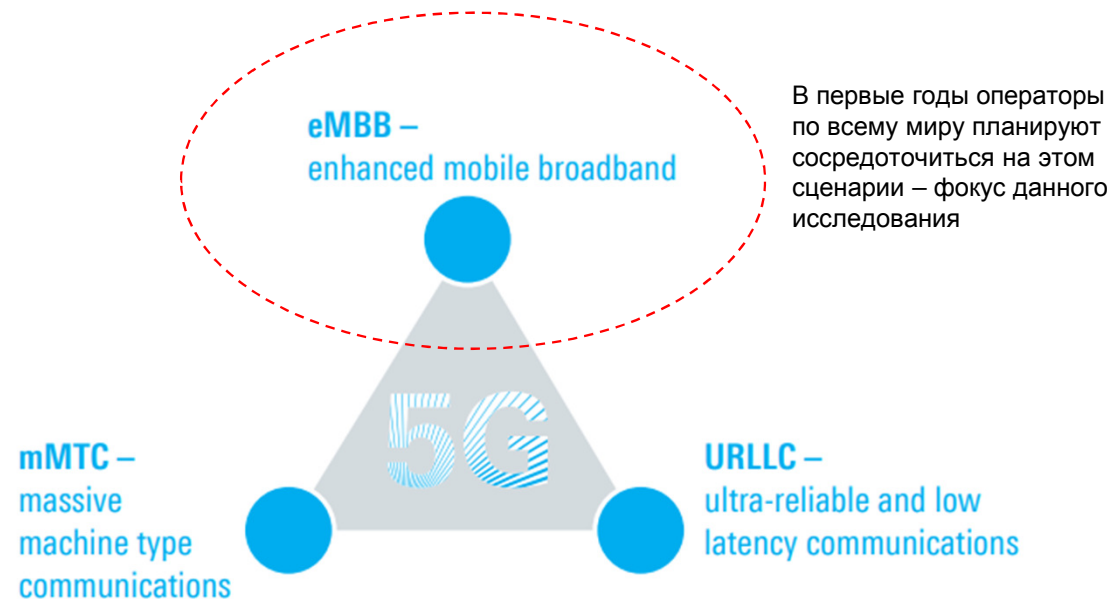 eMBB –
enhanced mobile broadband
В первые годы операторы
по всему миру планируют
сосредоточиться на этом
сценарии – фокус данного
исследования
5G
mMTC –
massive
machine type
communications
URLLC –
ultra-reliable and low
latency communications